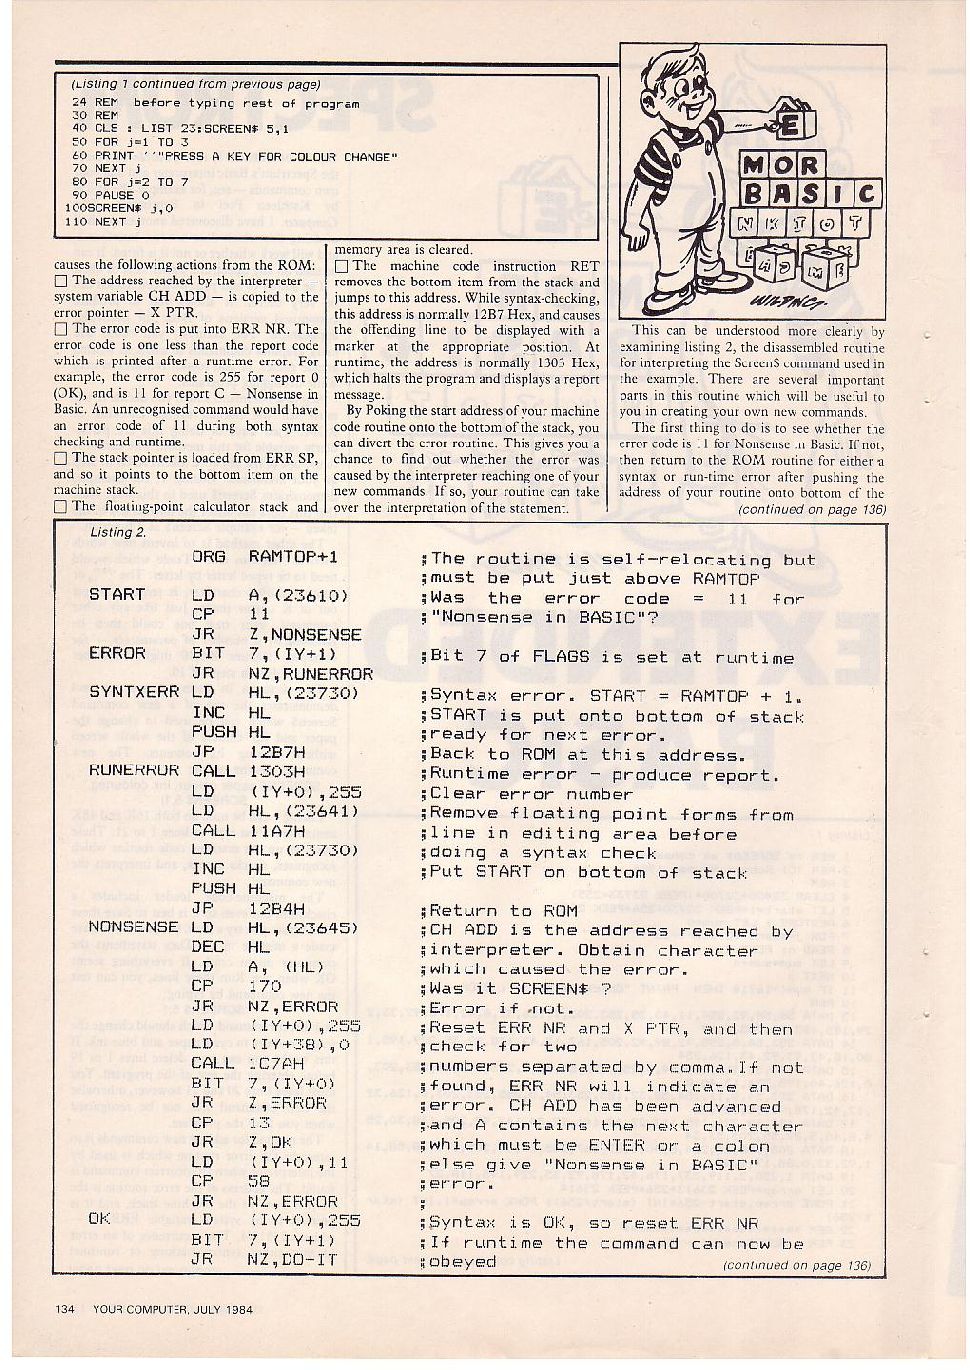 (Listing 1 continued from previous page)
24 REM  before typing rest of program
30 REM
40 CLS : LIST 23:SCREEN$ 5,1
50 FOR j=1 TO 3
60 PRINT ''"PRESS A KEY FOR COLOUR CHANGE"
70 NEXT j
80 FOR j=2 TO 7
90 PAUSE 0
100SCREEN$ j,0
110 NEXT j
E
MOR
BASIC
causes the following actions from the ROM:
□ The address reached by the interpreter
system variable CH ADD — is copied to the
error pointer — X PTR.
□ The error code is put into ERR NR. The
error code is one less than the report code
which is printed after a runtime error. For
example, the error code is 255 for report 0
(OK), and is 11 for report C — Nonsense in
Basic. An unrecognised command would have
an error code of 11 during both syntax
checking and runtime.
□ The stack pointer is loaced from ERR SP,
and so it points to the bottom item on the
machine stack.
□ The floating-point calculator stack and
memory area is cleared.
□ The machine code instruction RET
removes the bottom item from the stack and
jumps to this address. While syntax-checking,
this address is normally 12B7 Hex, and causes
the offending line to be displayed with a
marker at the appropriate position. At
runtime, the address is normally 1303 Hex,
which halts the program and displays a report
message.
By Poking the start address of your machine
code routine onto the bottom of the stack, you
can divert the error routine. This gives you a
chance to find out whether the error was
caused by the interpreter reaching one of your
new commands If so, your routine can take
over the interpretation of the statement.
This can be understood more clearly by
examining listing 2, the disassembled routine
for interpreting the Screen$ command used in
the example. There are several important
parts in this routine which will be useful to
you in creating your own new commands.
The first thing to do is to see whether the
error code is 11 for Nonsense in Basic. If not,
then return to the ROM routine for either a
syntax or run-time error after pushing the
address of your routine onto bottom of the
(continued on page 136)
Listing 2.
ORG RAMTOP+1 ;The routine is self-relocating but
;must be put just above RAMTOP
START LD A,(23610) ;Was the error code = 11 for
CP 11 ;"Nonsense in BASIC"?
JR Z,NONSENSE
ERROR BIT 7,(IY+1) ;Bit 7 of FLAGS is set at runtime
JR NZ,RUNERROR
SYNTXERR LD HL,(23730) ;Syntax error. START = RAMTOP + 1.
INC HL ;START is put onto bottom of stack
PUSH HL ;ready for next error.
JP 12B7H ;Back to ROM at this address.
RUNERROR CALL 1303H ;Runtime error - produce report.
LD (IY+0),255 ;Clear error number
LD HL,(23641) ;Remove floating point forms from
CALL 11A7H ;line in editing area before
LD HL,(23730) ;doing a syntax check
INC HL ;Put START on bottom of stack
PUSH HL
JP 12B4H ;Return to ROM
NONSENSE LD HL,(23645) ;CH ADD is the address reached by
DEC HL ;interpreter. Obtain character
LD A, (HL) ;which caused the error.
CP 170 ;Was it SCREEN$ ?
JR NZ,ERROR ;Error if not.
LD (IY+0),255 ;Reset ERR NR and X PTR, and then
LD (IY+38),0 ;check for two
CALL 1C7AH ;numbers separated by comma.If not
BIT 7,(IY+0) ;found, ERR NR will indicate an
JR Z,ERROR ;error. CH ADD has been advanced
CP 13 ;and A contains the next character
JR Z,OK ;which must be ENTER or a colon
LD (IY+0),11 ;else give "Nonsense in BASIC"
CP 58 ;error.
JR NZ,ERROR ;
OK LD (IY+0),255 ;Syntax is OK, so reset ERR NR
BIT 7,(IY+1) ;If runtime the command can now be
JR NZ,DO-IT ;obeyed
(continued on page 136)
134 YOUR COMPUTER, JULY 1984